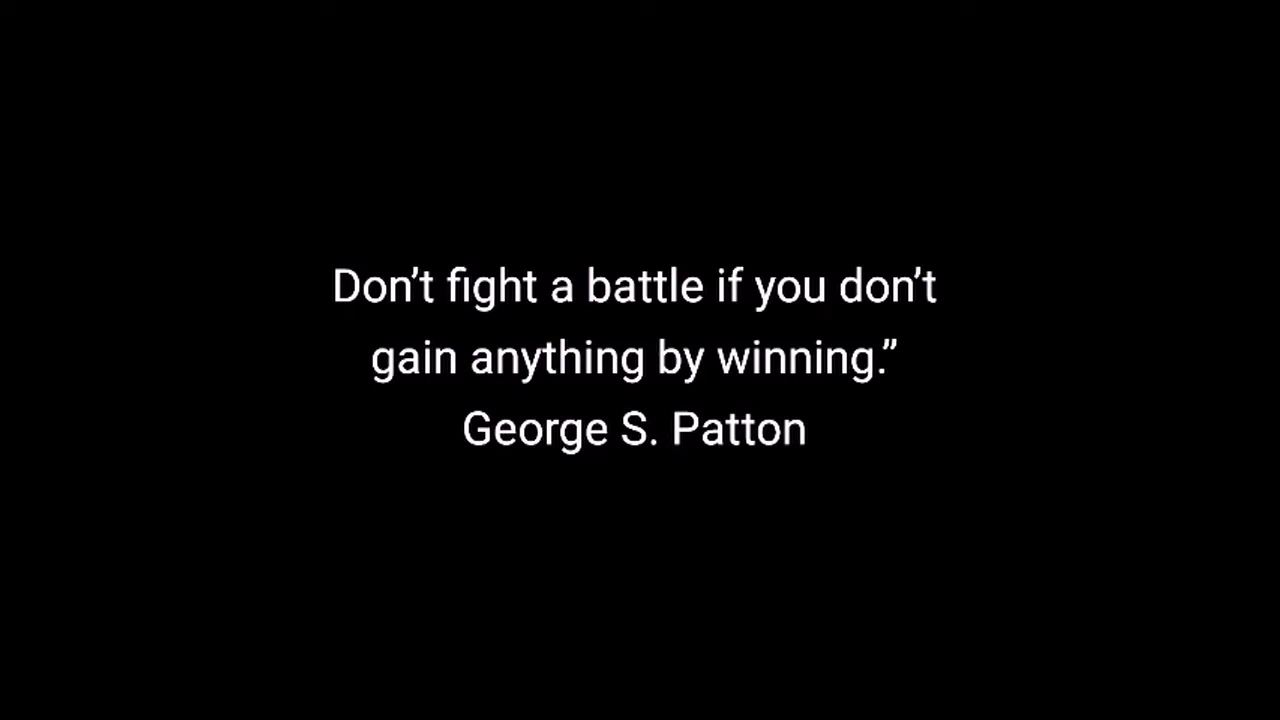 Don’t fight a battle if you don’t
gain anything by winning.”
George S. Patton